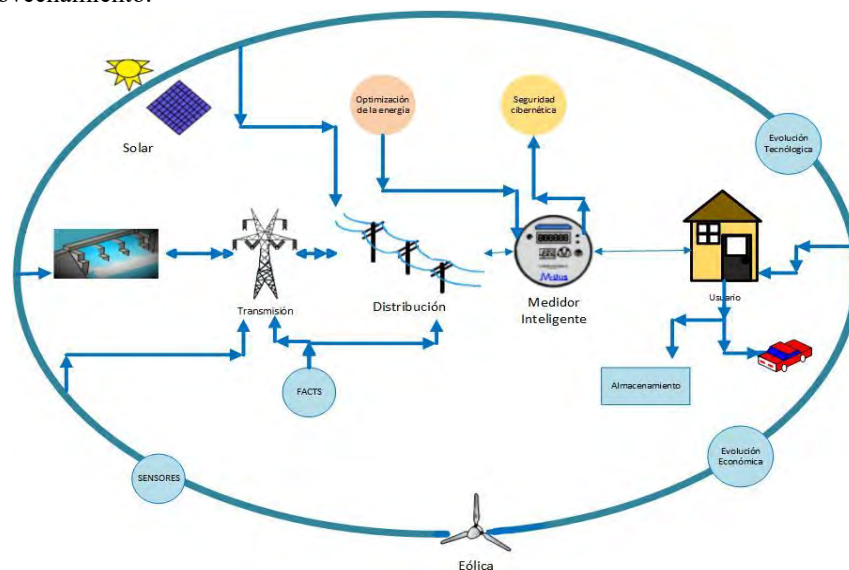 Solar
Optimización
de la energía
Seguridad
cibernética
Evolución
Tecnológica
Transmisión
Distribución
Medidor
Inteligente
Usuario
FACTS
Almacenamiento
SENSORES
Evolución
Económica
Eólica